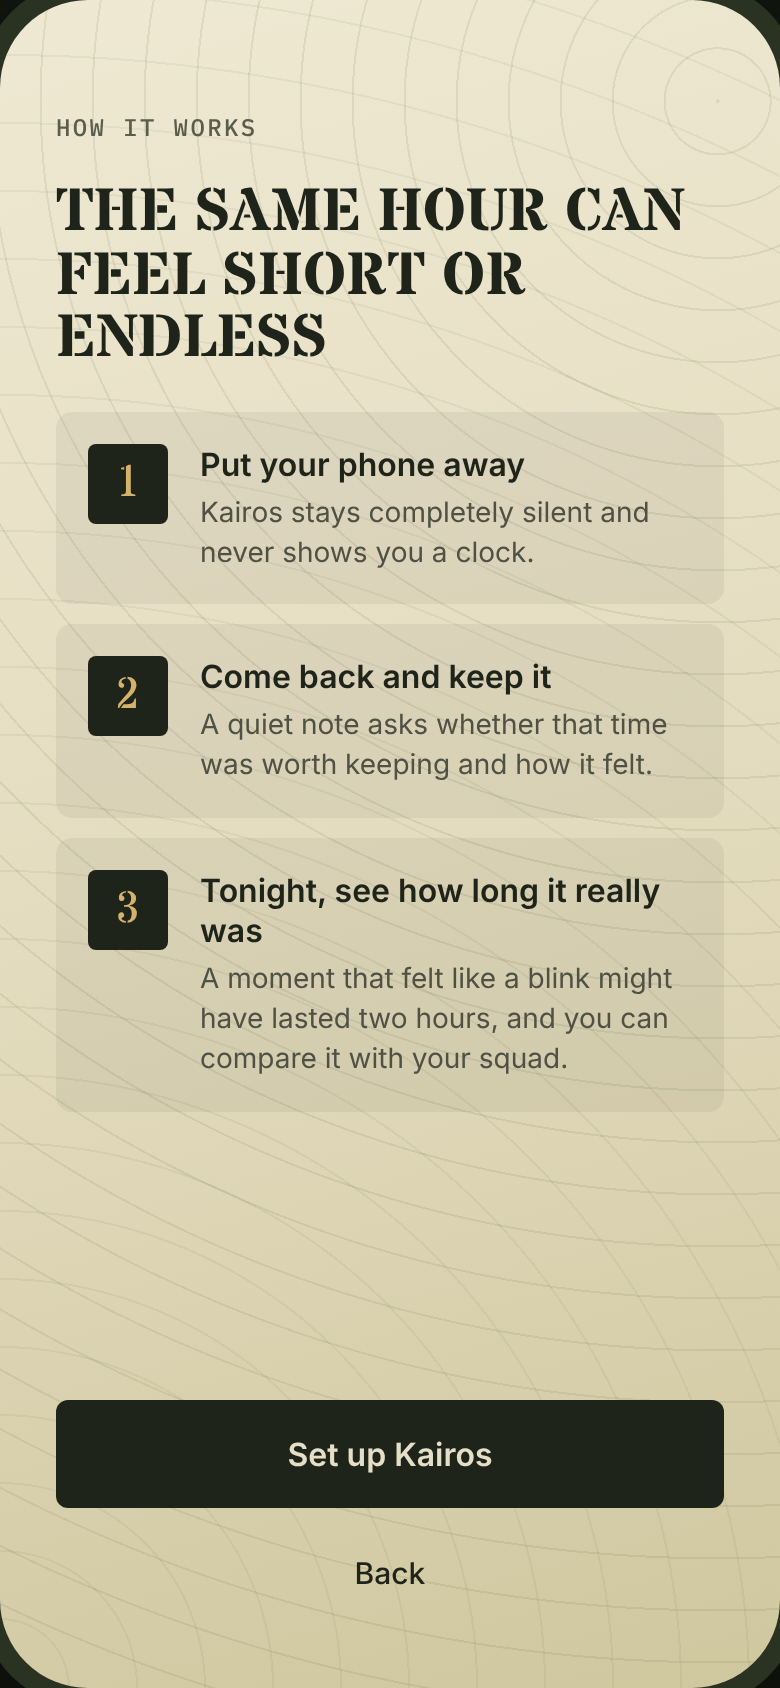 HOW IT WORKS
THE SAME HOUR CAN
FEEL SHORT OR
ENDLESS
1
Put your phone away
Kairos stays completely silent and
never shows you a clock.
2
Come back and keep it
A quiet note asks whether that time
was worth keeping and how it felt.
3
Tonight, see how long it really
was
A moment that felt like a blink might
have lasted two hours, and you can
compare it with your squad.
Set up Kairos
Back